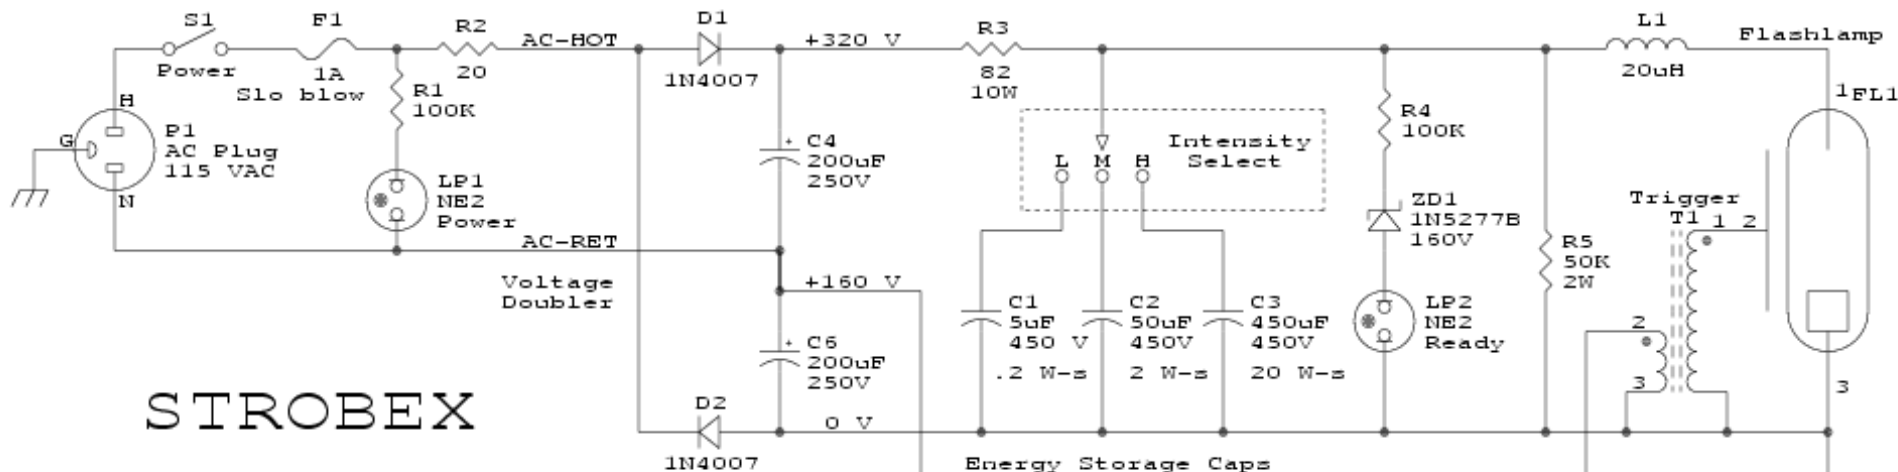 S1
Power
F1
1A
Slo blow
R2
20
AC-HOT
D1
1N4007
+320 V
R3
82
10W
L1
20uH
Flashlamp
1
FL1
H
G
N
P1
AC Plug
115 VAC
R1
100K
LP1
NE2
Power
AC-RET
Voltage
Doubler
+ C4
200uF
250V
+160 V
+ C6
200uF
250V
D2
1N4007
0 V
Intensity
Select
L M H
C1
5uF
450 V
.2 W-s
C2
50uF
450V
2 W-s
C3
450uF
450V
20 W-s
Energy Storage Caps
R4
100K
ZD1
1N5277B
160V
LP2
NE2
Ready
R5
50K
2W
Trigger
T1
1 2
2
3
3
STROBEX